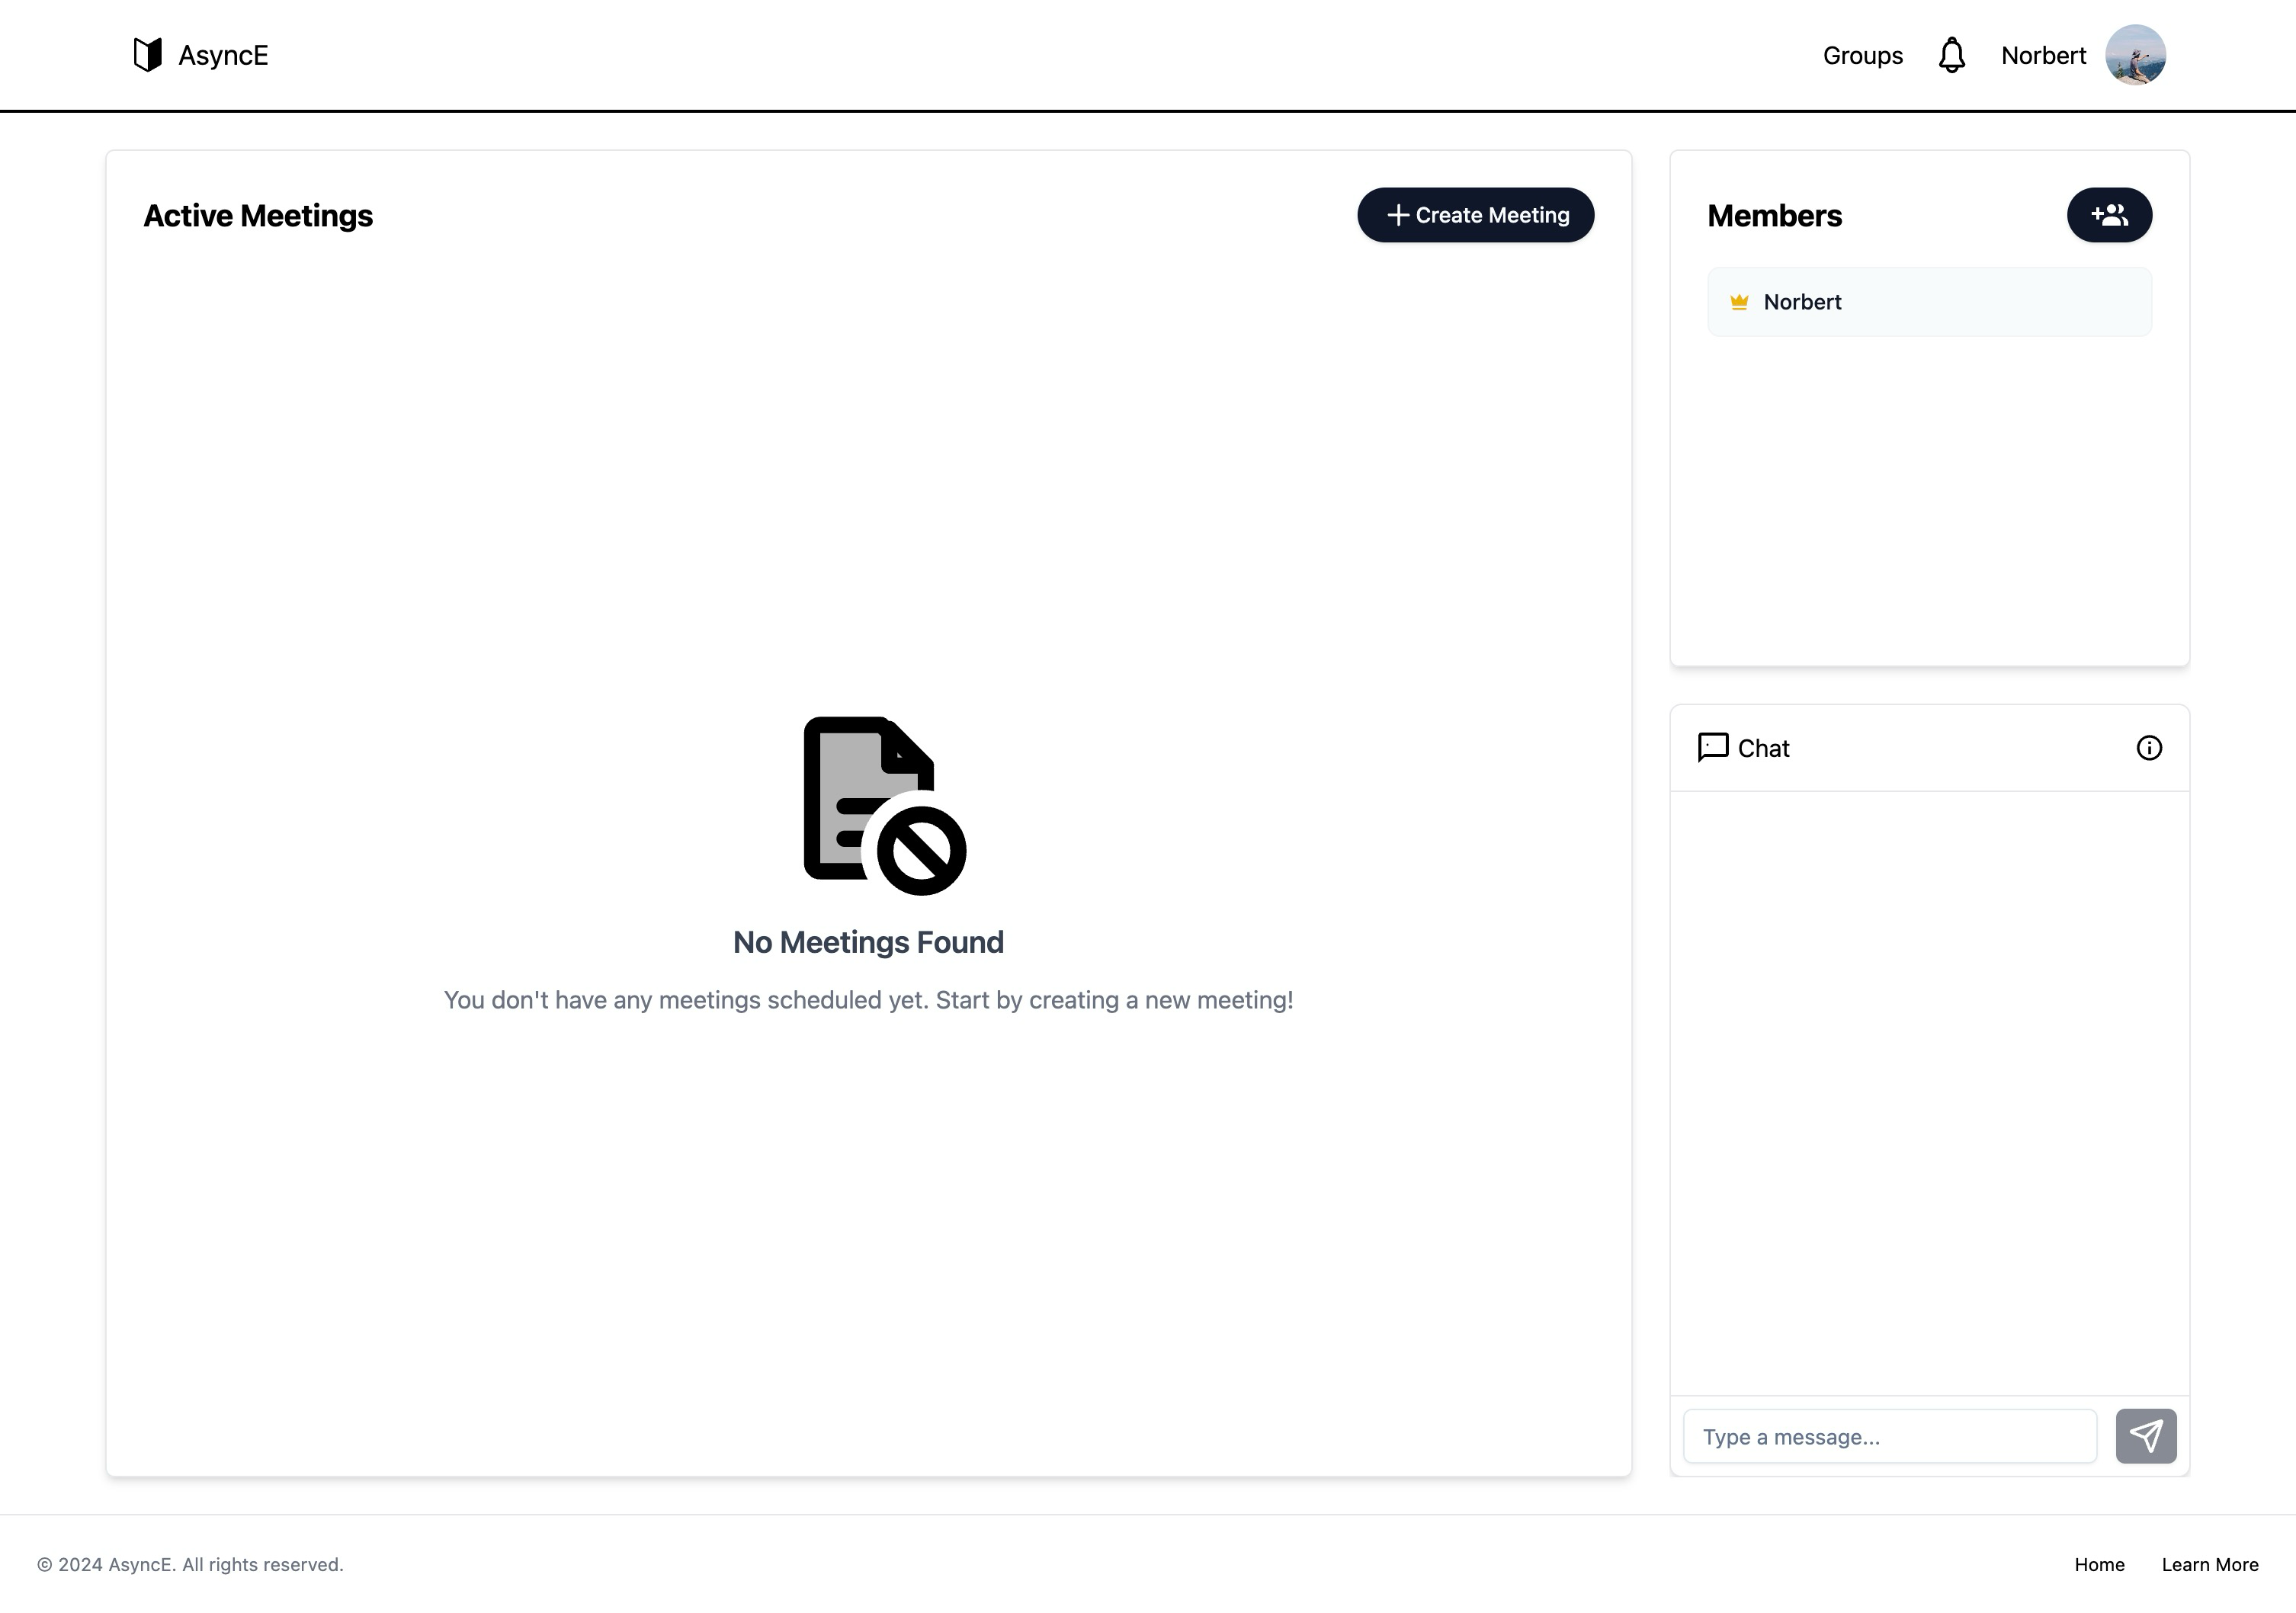 AsyncE
Groups
Norbert
Active Meetings
Create Meeting
No Meetings Found
You don't have any meetings scheduled yet. Start by creating a new meeting!
Members
Norbert
Chat
Type a message...
© 2024 AsyncE. All rights reserved.
Home
Learn More